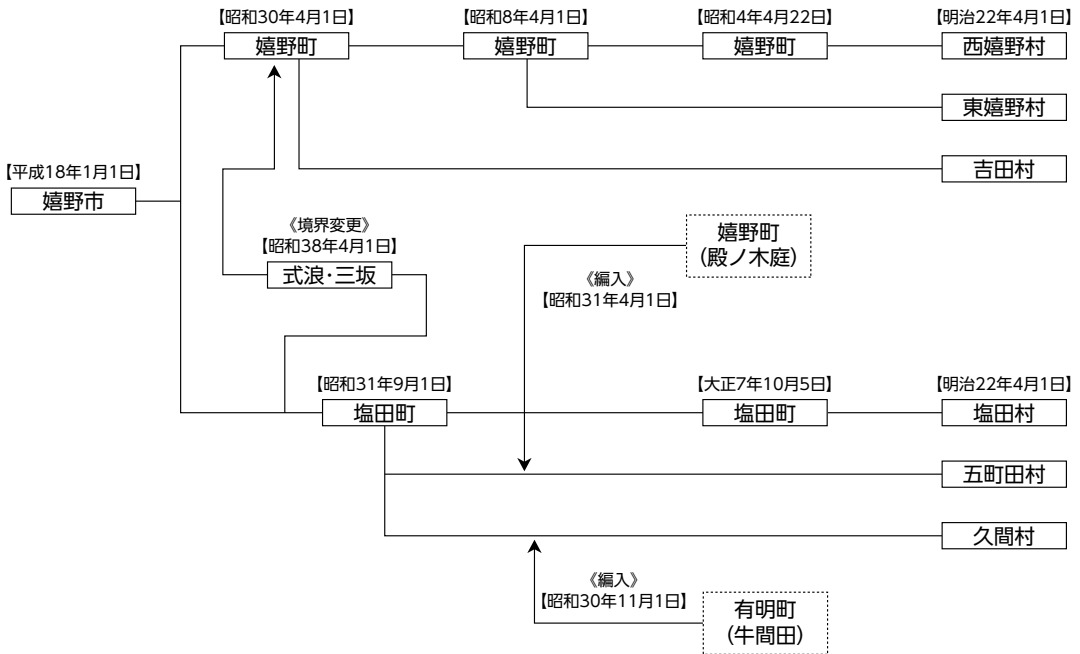 【昭和30年4月1日】
嬉野町
【昭和8年4月1日】
嬉野町
【昭和4年4月22日】
嬉野町
【明治22年4月1日】
西嬉野村
東嬉野村
吉田村
【平成18年1月1日】
嬉野市
《境界変更》
【昭和38年4月1日】
式浪・三坂
嬉野町
(殿ノ木庭)
《編入》
【昭和31年4月1日】
【昭和31年9月1日】
塩田町
【大正7年10月5日】
塩田町
【明治22年4月1日】
塩田村
五町田村
久間村
《編入》
【昭和30年11月1日】
有明町
(牛間田)